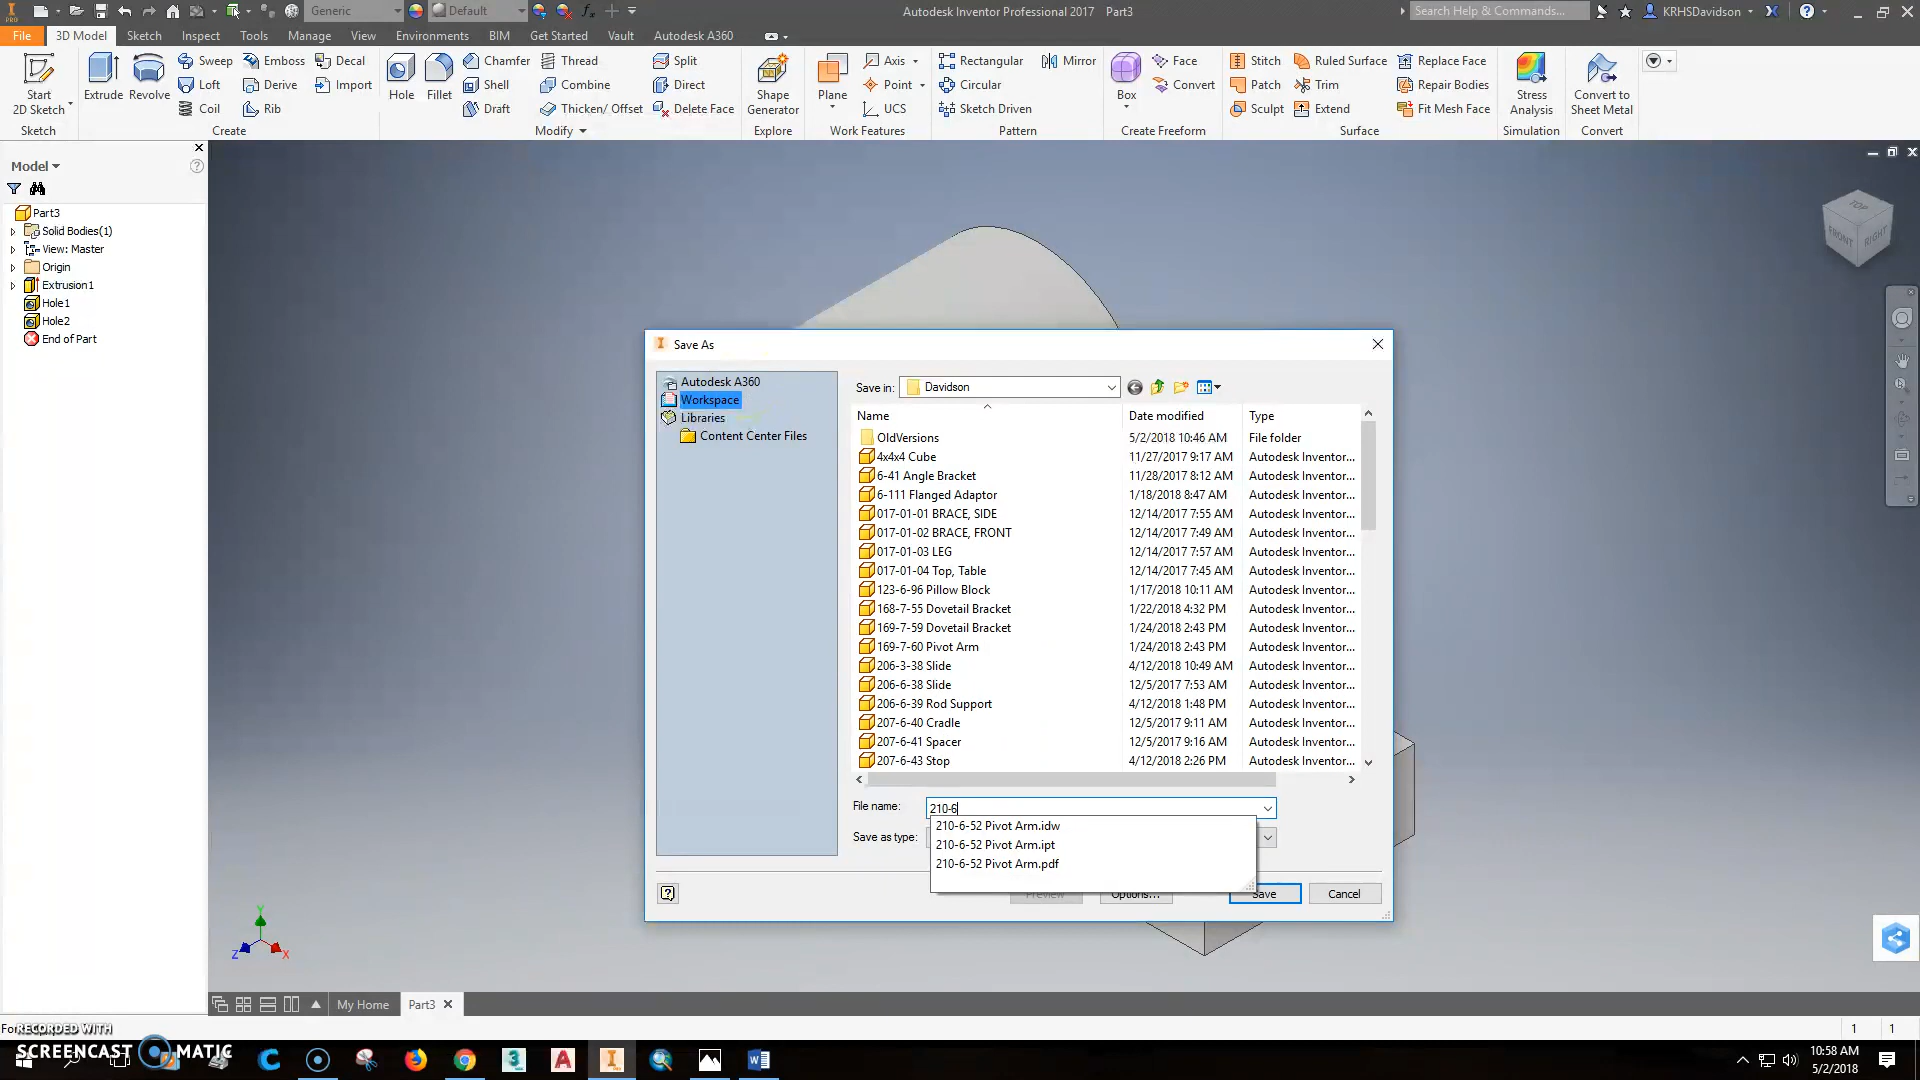 Generic
Default
Autodesk Inventor Professional 2017 Part3
Search Help & Commands...
KRHSDavidson
File 3D Model Sketch Inspect Tools Manage View Environments BIM Get Started Vault Autodesk A360
Start 2D Sketch
Sketch
Extrude Revolve
Sweep Emboss Decal
Loft Derive Import
Coil Rib
Create
Hole Fillet
Chamfer Thread Split
Shell Combine Direct
Draft Thicken/ Offset Delete Face
Modify
Shape Generator
Explore
Plane
Axis
Point
UCS
Work Features
Rectangular Mirror
Circular
Sketch Driven
Pattern
Box
Face
Convert
Create Freeform
Stitch Ruled Surface Replace Face
Patch Trim Repair Bodies
Sculpt Extend Fit Mesh Face
Surface
Stress Analysis
Simulation
Convert to Sheet Metal
Convert
Model
Part3
Solid Bodies(1)
View: Master
Origin
Extrusion1
Hole1
Hole2
End of Part
TOP
FRONT RIGHT
Save As
Autodesk A360
Workspace
Libraries
Content Center Files
Save in: Davidson
Name Date modified Type
OldVersions 5/2/2018 10:46 AM File folder
4x4x4 Cube 11/27/2017 9:17 AM Autodesk Inventor...
6-41 Angle Bracket 11/28/2017 8:12 AM Autodesk Inventor...
6-111 Flanged Adaptor 1/18/2018 8:47 AM Autodesk Inventor...
017-01-01 BRACE, SIDE 12/14/2017 7:55 AM Autodesk Inventor...
017-01-02 BRACE, FRONT 12/14/2017 7:49 AM Autodesk Inventor...
017-01-03 LEG 12/14/2017 7:57 AM Autodesk Inventor...
017-01-04 Top, Table 12/14/2017 7:45 AM Autodesk Inventor...
123-6-96 Pillow Block 1/17/2018 10:11 AM Autodesk Inventor...
168-7-55 Dovetail Bracket 1/22/2018 4:32 PM Autodesk Inventor...
169-7-59 Dovetail Bracket 1/24/2018 2:43 PM Autodesk Inventor...
169-7-60 Pivot Arm 1/24/2018 2:43 PM Autodesk Inventor...
206-3-38 Slide 4/12/2018 10:49 AM Autodesk Inventor...
206-6-38 Slide 12/5/2017 7:53 AM Autodesk Inventor...
206-6-39 Rod Support 4/12/2018 1:48 PM Autodesk Inventor...
207-6-40 Cradle 12/5/2017 9:11 AM Autodesk Inventor...
207-6-41 Spacer 12/5/2017 9:16 AM Autodesk Inventor...
207-6-43 Stop 4/12/2018 2:26 PM Autodesk Inventor...
File name: 210-6
210-6-52 Pivot Arm.idw
Save as type:
210-6-52 Pivot Arm.ipt
210-6-52 Pivot Arm.pdf
Preview Options... Save Cancel
Y
Z X
My Home Part3
For
1 1
RECORDED WITH
SCREENCAST MATIC
10:58 AM
5/2/2018